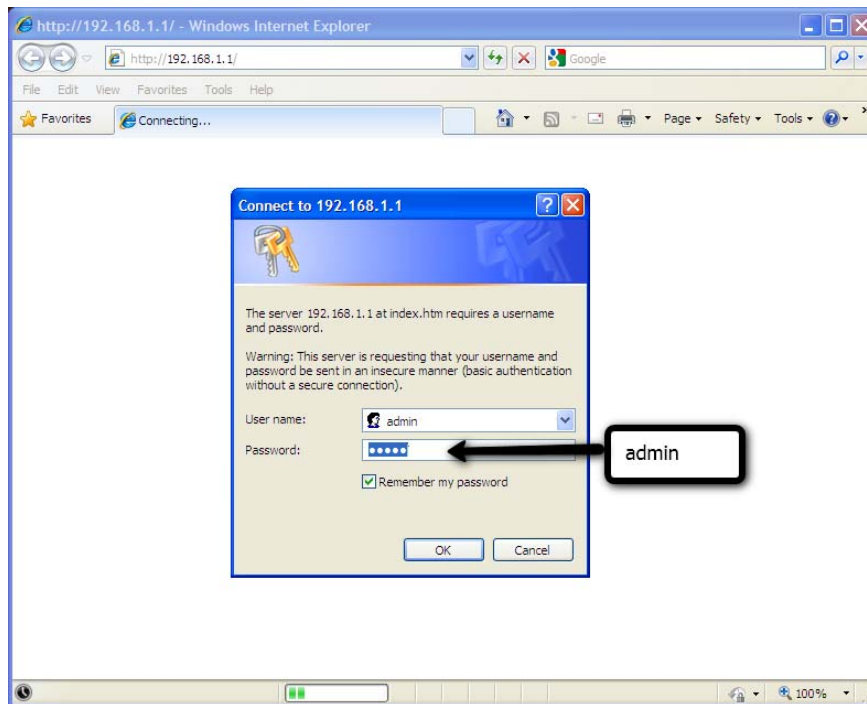 http://192.168.1.1/ - Windows Internet Explorer
http://192.168.1.1/
Google
File Edit View Favorites Tools Help
Favorites Connecting... Page Safety Tools
Connect to 192.168.1.1
The server 192.168.1.1 at index.htm requires a username
and password.
Warning: This server is requesting that your username and
password be sent in an insecure manner (basic authentication
without a secure connection).
User name: admin
Password:
admin
Remember my password
OK Cancel
100%